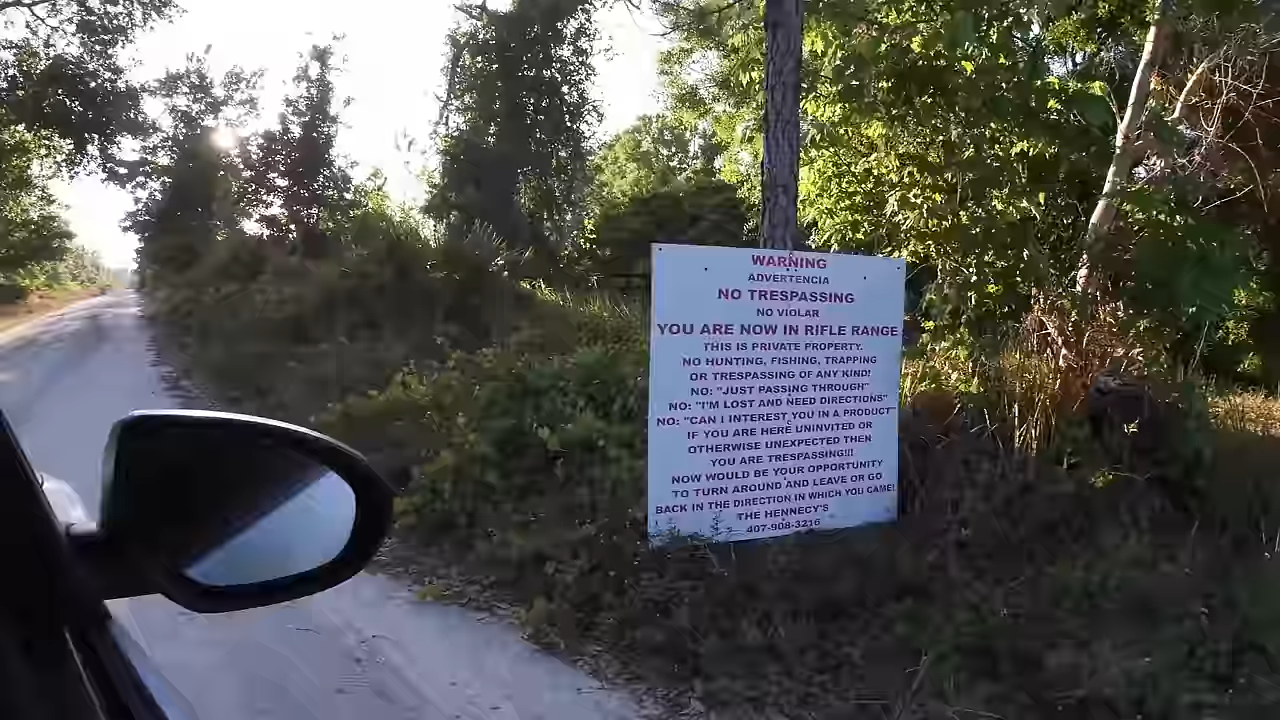 WARNING
ADVERTENCIA
NO TRESPASSING
NO VIOLAR
YOU ARE NOW IN RIFLE RANGE
THIS IS PRIVATE PROPERTY.
NO HUNTING, FISHING, TRAPPING
OR TRESPASSING OF ANY KIND!
NO: "JUST PASSING THROUGH"
NO: "I'M LOST AND NEED DIRECTIONS"
NO: "CAN I INTEREST YOU IN A PRODUCT"
IF YOU ARE HERE UNINVITED OR
OTHERWISE UNEXPECTED THEN
YOU ARE TRESPASSING!!!
NOW WOULD BE YOUR OPPORTUNITY
TO TURN AROUND AND LEAVE OR GO
BACK IN THE DIRECTION IN WHICH YOU CAME!
THE HENNECY'S
407-908-3216